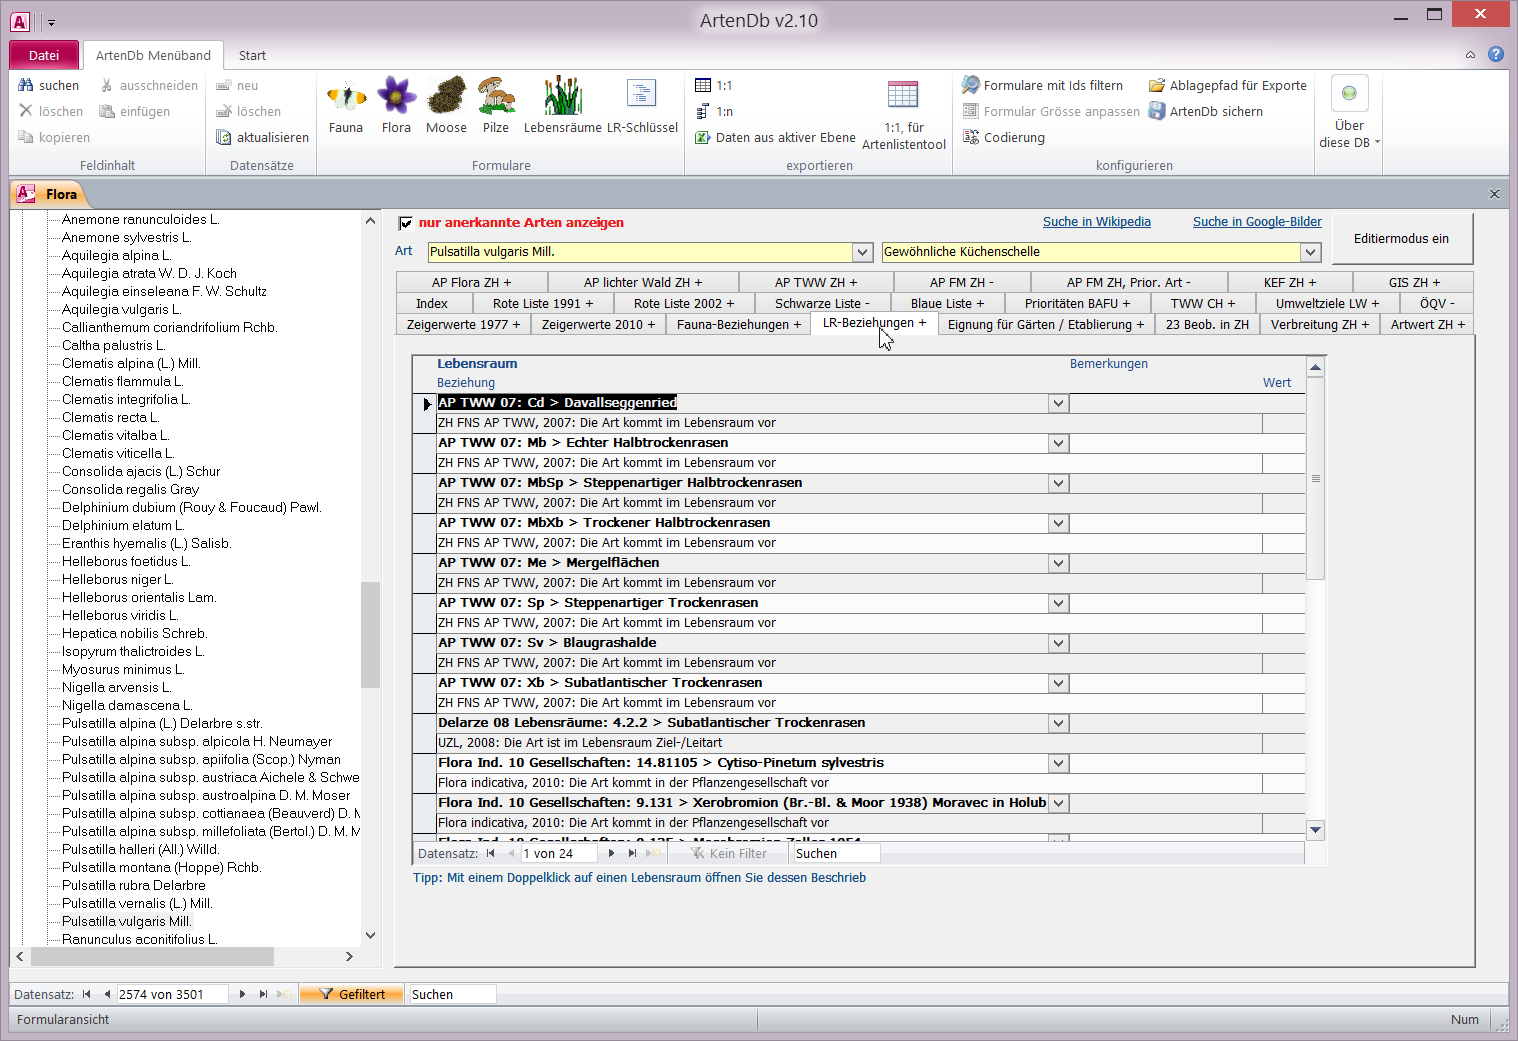 ArtenDb v2.10
Datei
ArtenDb Menüband
Start
suchen
ausschneiden
löschen
einfügen
kopieren
Feldinhalt
neu
löschen
aktualisieren
Datensätze
Fauna
Flora
Moose
Pilze
Lebensräume
LR-Schlüssel
Formulare
1:1
1:n
Daten aus aktiver Ebene
1:1, für
Artenlistentool
exportieren
Formulare mit Ids filtern
Ablagepfad für Exporte
Formular Grösse anpassen
ArtenDb sichern
Codierung
konfigurieren
Über
diese DB
Flora
Anemone ranunculoides L.
Anemone sylvestris L.
Aquilegia alpina L.
Aquilegia atrata W. D. J. Koch
Aquilegia einseleana F. W. Schultz
Aquilegia vulgaris L.
Callianthemum coriandrifolium Rchb.
Caltha palustris L.
Clematis alpina (L.) Mill.
Clematis flammula L.
Clematis integrifolia L.
Clematis recta L.
Clematis vitalba L.
Clematis viticella L.
Consolida ajacis (L.) Schur
Consolida regalis Gray
Delphinium dubium (Rouy & Foucaud) Pawl.
Delphinium elatum L.
Eranthis hyemalis (L.) Salisb.
Helleborus foetidus L.
Helleborus niger L.
Helleborus orientalis Lam.
Helleborus viridis L.
Hepatica nobilis Schreb.
Isopyrum thalictroides L.
Myosurus minimus L.
Nigella arvensis L.
Nigella damascena L.
Pulsatilla alpina (L.) Delarbre s.str.
Pulsatilla alpina subsp. alpicola H. Neumayer
Pulsatilla alpina subsp. apiifolia (Scop.) Nyman
Pulsatilla alpina subsp. austriaca Aichele & Schwe
Pulsatilla alpina subsp. austroalpina D. M. Moser
Pulsatilla alpina subsp. cottianaea (Beauverd) D. M
Pulsatilla alpina subsp. millefoliata (Bertol.) D. M. M
Pulsatilla halleri (All.) Willd.
Pulsatilla montana (Hoppe) Rchb.
Pulsatilla rubra Delarbre
Pulsatilla vernalis (L.) Mill.
Pulsatilla vulgaris Mill.
Ranunculus aconitifolius L.
nur anerkannte Arten anzeigen
Suche in Wikipedia
Suche in Google-Bilder
Editiermodus ein
Art
Pulsatilla vulgaris Mill.
Gewöhnliche Küchenschelle
AP Flora ZH +
AP lichter Wald ZH +
AP TWW ZH +
AP FM ZH -
AP FM ZH, Prior. Art -
KEF ZH +
GIS ZH +
Index
Rote Liste 1991 +
Rote Liste 2002 +
Schwarze Liste -
Blaue Liste +
Prioritäten BAFU +
TWW CH +
Umweltziele LW +
ÖQV -
Zeigerwerte 1977 +
Zeigerwerte 2010 +
Fauna-Beziehungen +
LR-Beziehungen +
Eignung für Gärten / Etablierung +
23 Beob. in ZH
Verbreitung ZH +
Artwert ZH +
Lebensraum
Bemerkungen
Beziehung
Wert
AP TWW 07: Cd > Davallseggenried
ZH FNS AP TWW, 2007: Die Art kommt im Lebensraum vor
AP TWW 07: Mb > Echter Halbtrockenrasen
ZH FNS AP TWW, 2007: Die Art kommt im Lebensraum vor
AP TWW 07: MbSp > Steppenartiger Halbtrockenrasen
ZH FNS AP TWW, 2007: Die Art kommt im Lebensraum vor
AP TWW 07: MbXb > Trockener Halbtrockenrasen
ZH FNS AP TWW, 2007: Die Art kommt im Lebensraum vor
AP TWW 07: Me > Mergelflächen
ZH FNS AP TWW, 2007: Die Art kommt im Lebensraum vor
AP TWW 07: Sp > Steppenartiger Trockenrasen
ZH FNS AP TWW, 2007: Die Art kommt im Lebensraum vor
AP TWW 07: Sv > Blaugrashalde
ZH FNS AP TWW, 2007: Die Art kommt im Lebensraum vor
AP TWW 07: Xb > Subatlantischer Trockenrasen
ZH FNS AP TWW, 2007: Die Art kommt im Lebensraum vor
Delarze 08 Lebensräume: 4.2.2 > Subatlantischer Trockenrasen
UZL, 2008: Die Art ist im Lebensraum Ziel-/Leitart
Flora Ind. 10 Gesellschaften: 14.81105 > Cytiso-Pinetum sylvestris
Flora indicativa, 2010: Die Art kommt in der Pflanzengesellschaft vor
Flora Ind. 10 Gesellschaften: 9.131 > Xerobromion (Br.-Bl. & Moor 1938) Moravec in Holub
Flora indicativa, 2010: Die Art kommt in der Pflanzengesellschaft vor
Datensatz:
1 von 24
Kein Filter
Suchen
Tipp: Mit einem Doppelklick auf einen Lebensraum öffnen Sie dessen Beschrieb
Datensatz:
2574 von 3501
Gefiltert
Suchen
Formularansicht
Num